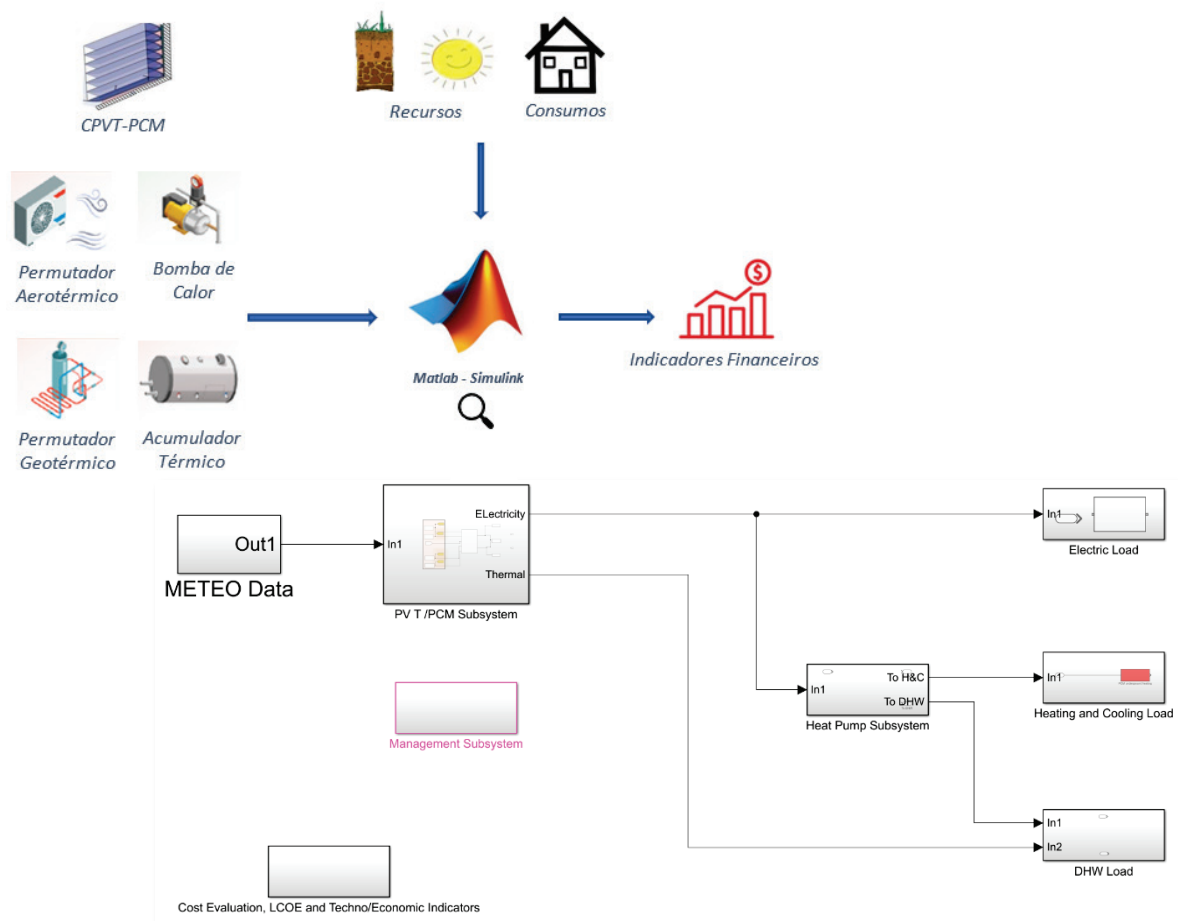 CPVT-PCM
Recursos
Consumos
Permutador
Aerotérmico
Bomba de
Calor
$
Matlab - Simulink
Indicadores Financeiros
Permutador
Geotérmico
Acumulador
Térmico
Out1
METEO Data
In1
ELectricity
Thermal
PV T /PCM Subsystem
In1
Electric Load
Management Subsystem
In1
To H&C
To DHW
Heat Pump Subsystem
In1
Heating and Cooling Load
In1
In2
DHW Load
Cost Evaluation, LCOE and Techno/Economic Indicators